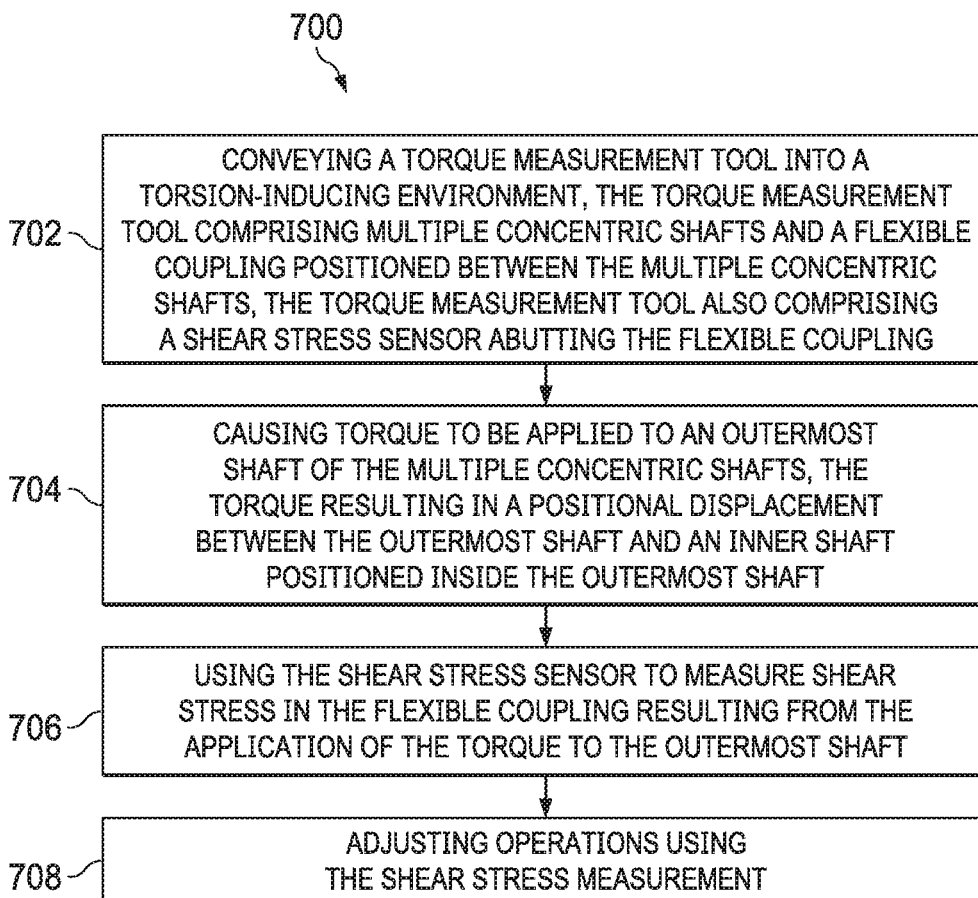 700
702
CONVEYING A TORQUE MEASUREMENT TOOL INTO A
TORSION-INDUCING ENVIRONMENT, THE TORQUE MEASUREMENT
TOOL COMPRISING MULTIPLE CONCENTRIC SHAFTS AND A FLEXIBLE
COUPLING POSITIONED BETWEEN THE MULTIPLE CONCENTRIC
SHAFTS, THE TORQUE MEASUREMENT TOOL ALSO COMPRISING
A SHEAR STRESS SENSOR ABUTTING THE FLEXIBLE COUPLING
704
CAUSING TORQUE TO BE APPLIED TO AN OUTERMOST
SHAFT OF THE MULTIPLE CONCENTRIC SHAFTS, THE
TORQUE RESULTING IN A POSITIONAL DISPLACEMENT
BETWEEN THE OUTERMOST SHAFT AND AN INNER SHAFT
POSITIONED INSIDE THE OUTERMOST SHAFT
706
USING THE SHEAR STRESS SENSOR TO MEASURE SHEAR
STRESS IN THE FLEXIBLE COUPLING RESULTING FROM THE
APPLICATION OF THE TORQUE TO THE OUTERMOST SHAFT
708
ADJUSTING OPERATIONS USING
THE SHEAR STRESS MEASUREMENT